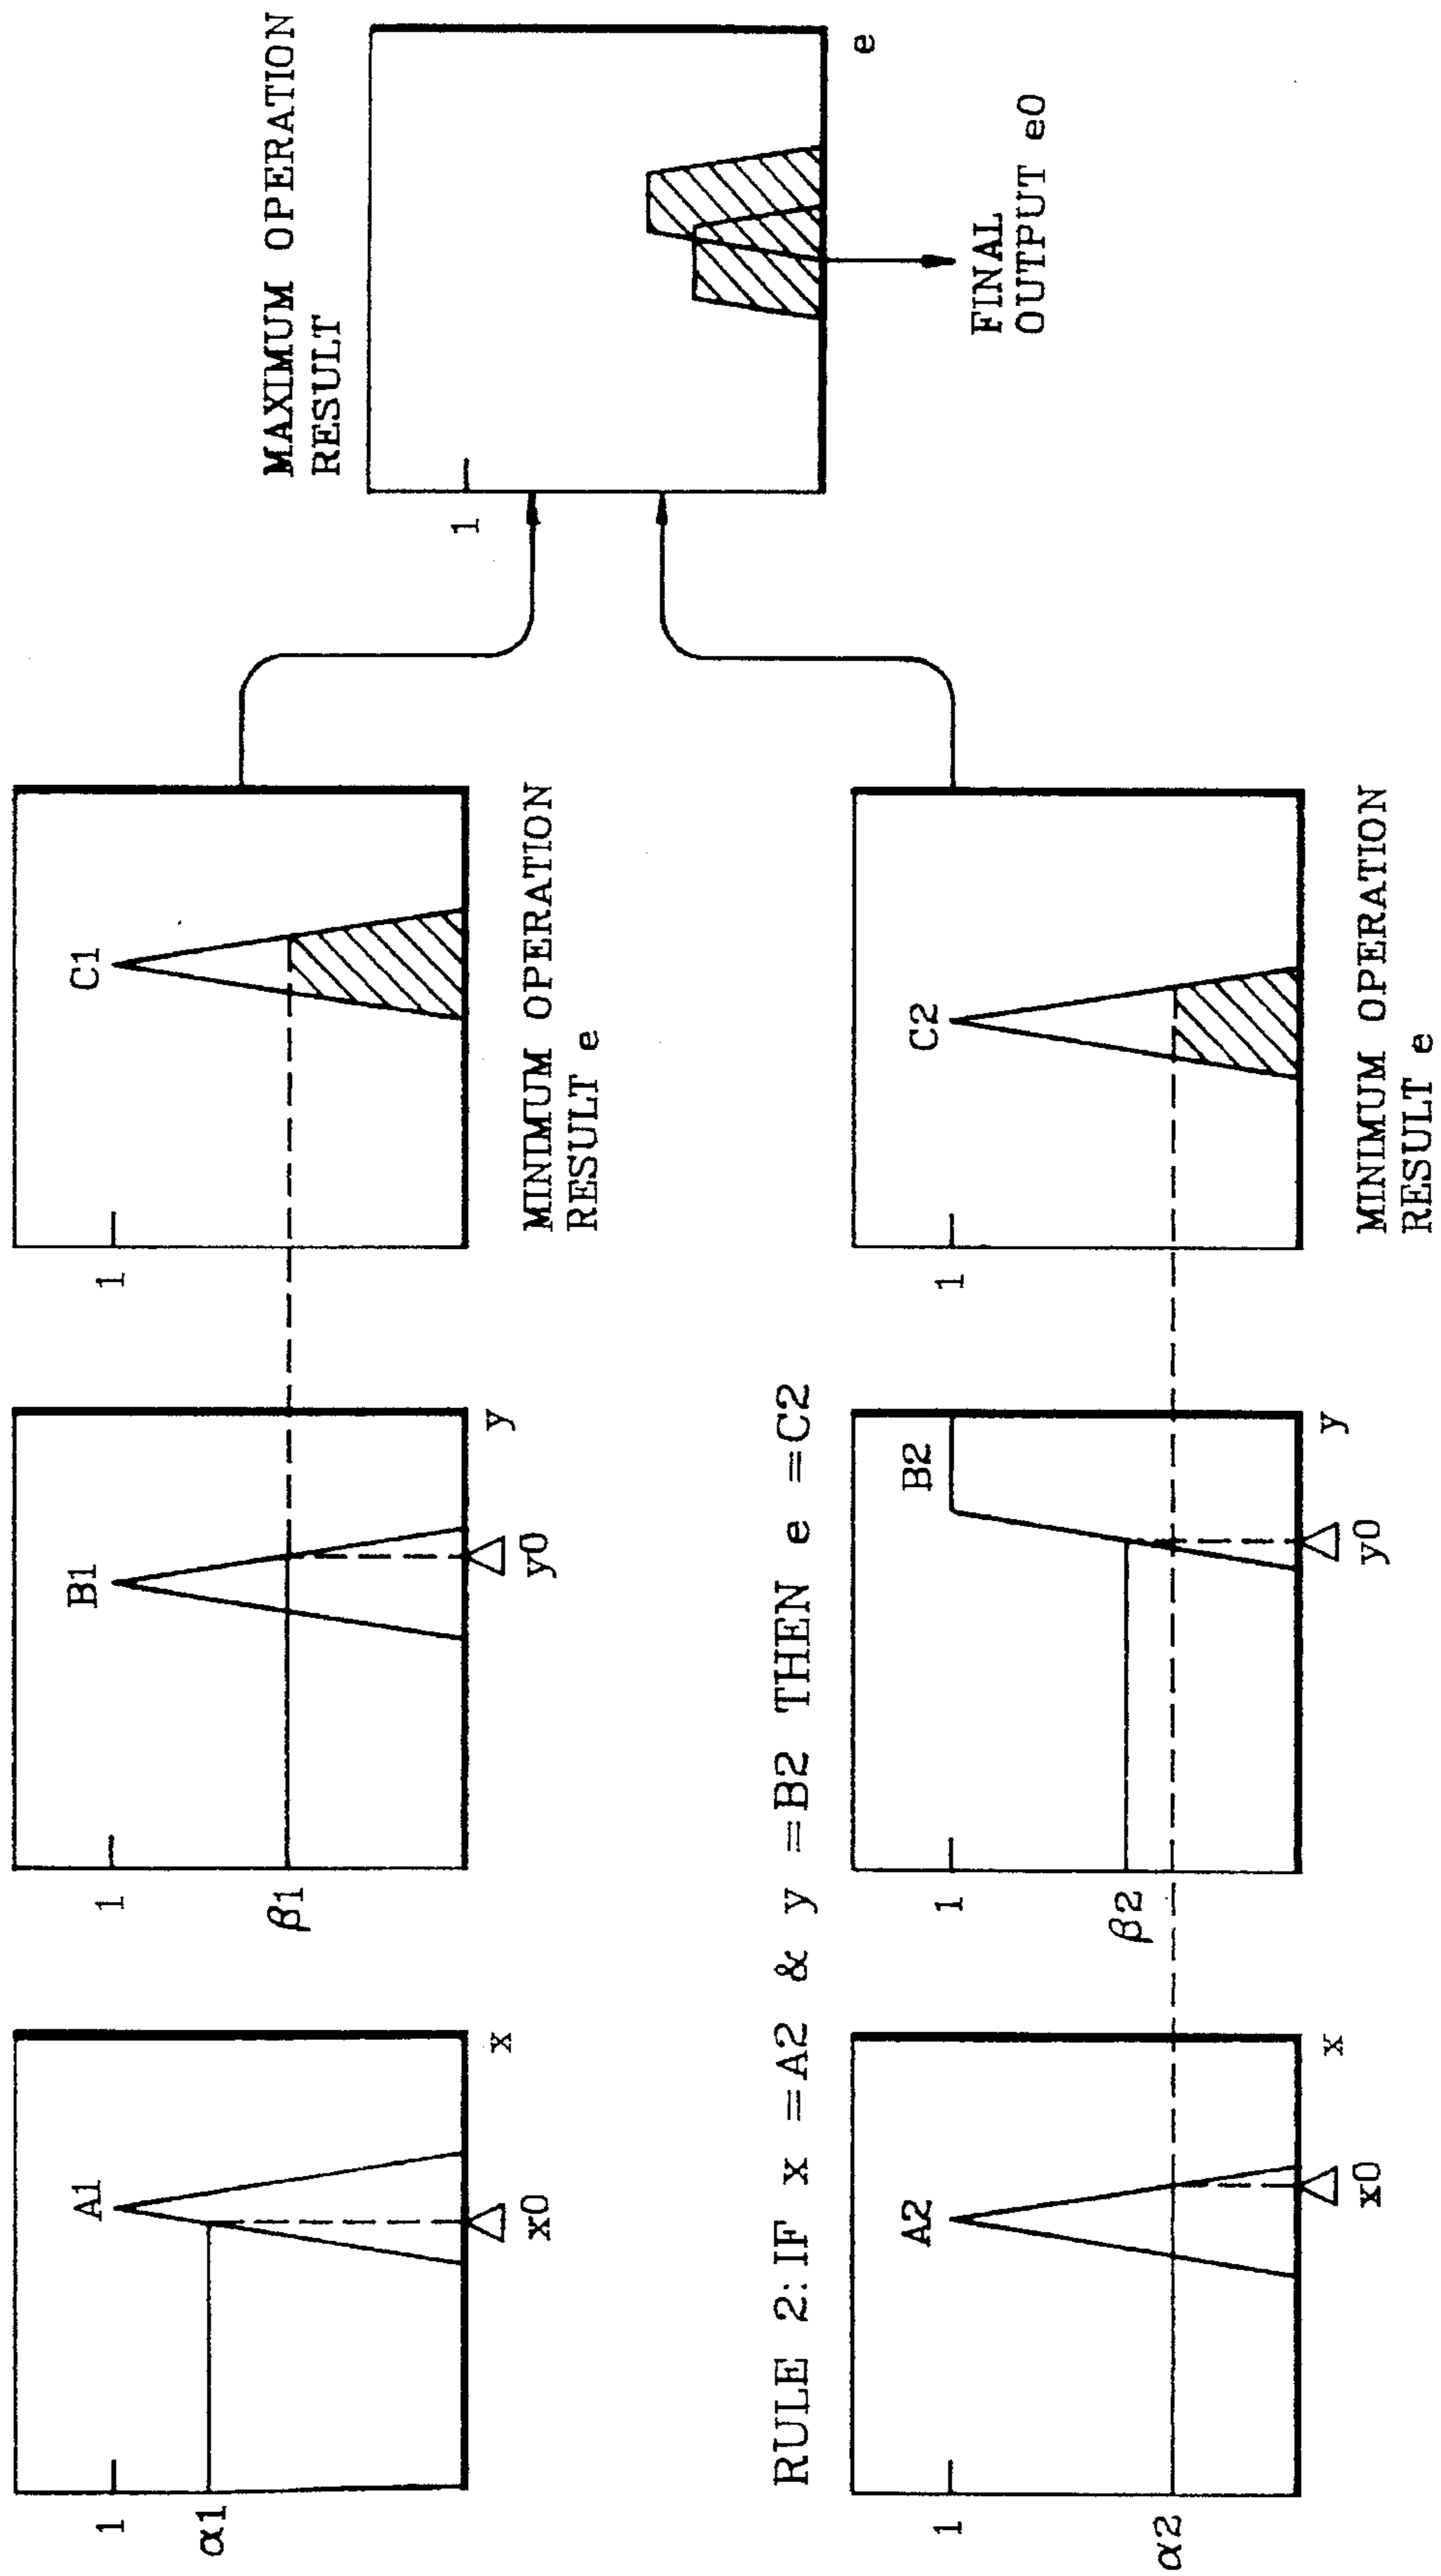 1
α1
A1
x0
x
1
β1
B1
y0
y
1
C1
MINIMUM OPERATION
RESULT e
RULE 2: IF x =A2 & y =B2 THEN e =C2
1
α2
A2
x0
x
1
β2
B2
y0
y
1
C2
MINIMUM OPERATION
RESULT e
MAXIMUM OPERATION
RESULT
1
e
FINAL
OUTPUT e0